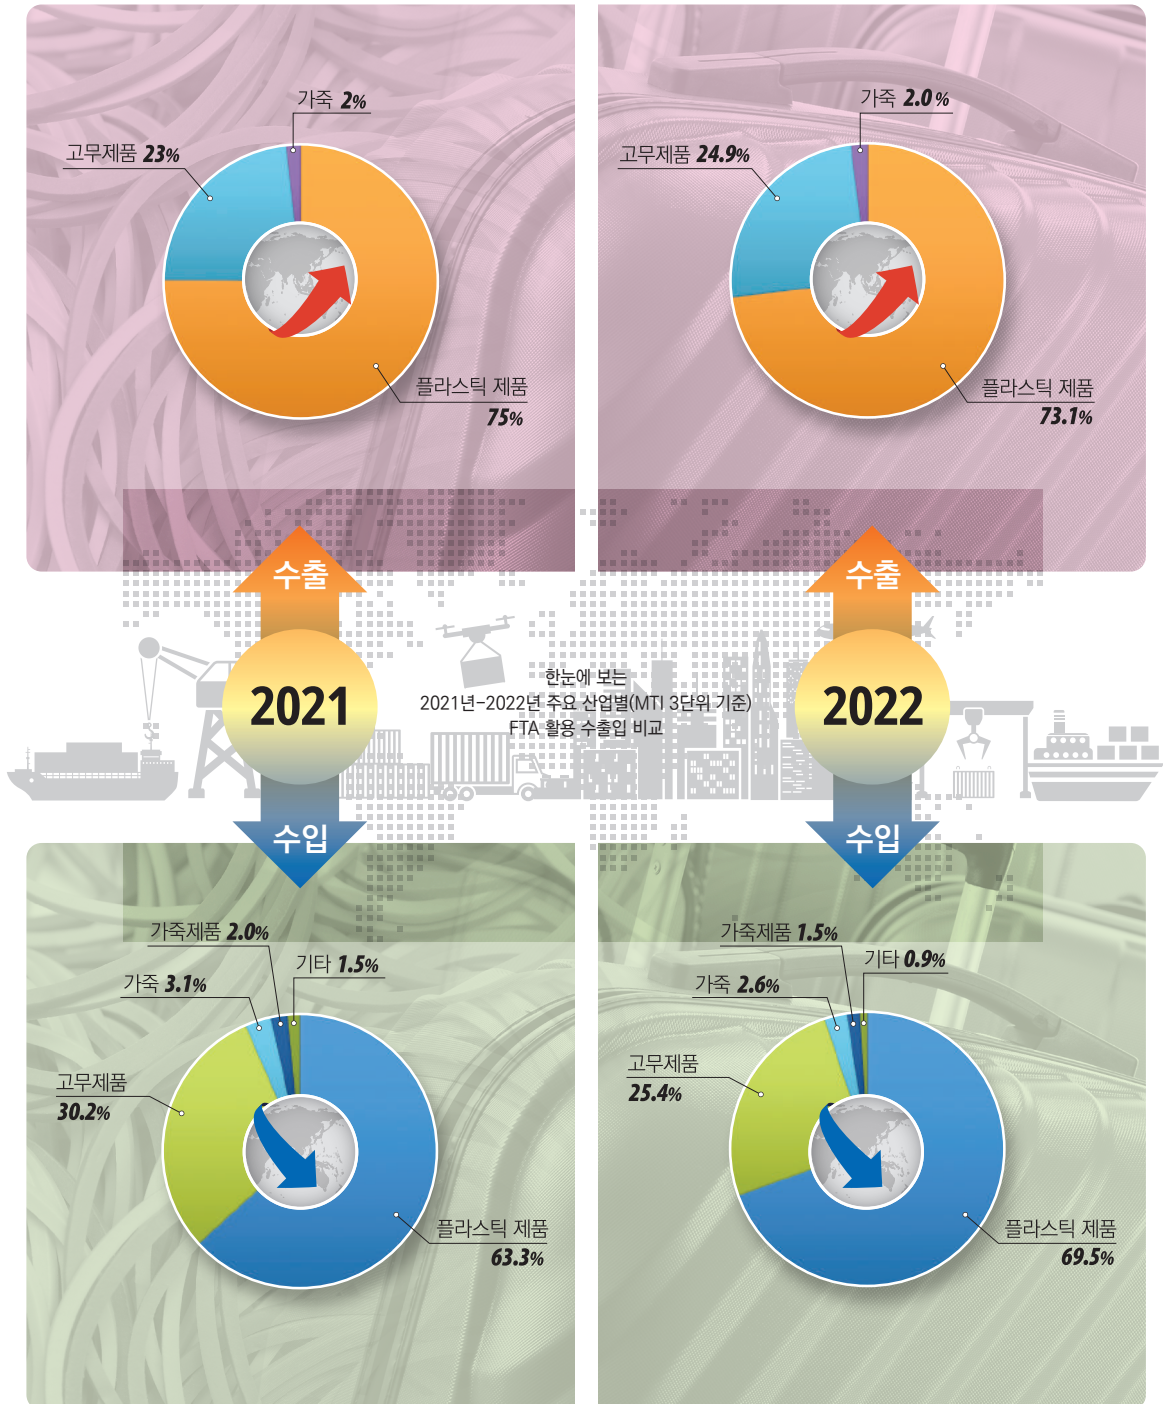 가죽 2%
고무제품 23%
플라스틱 제품
75%
가죽 2.0%
고무제품 24.9%
플라스틱 제품
73.1%
수출
2021
수입
한눈에 보는
2021년-2022년 주요 산업별(MTI 3단위 기준)
FTA 활용 수출입 비교
수출
2022
수입
가죽제품 2.0%
기타 1.5%
가죽 3.1%
고무제품
30.2%
플라스틱 제품
63.3%
가죽제품 1.5%
기타 0.9%
가죽 2.6%
고무제품
25.4%
플라스틱 제품
69.5%